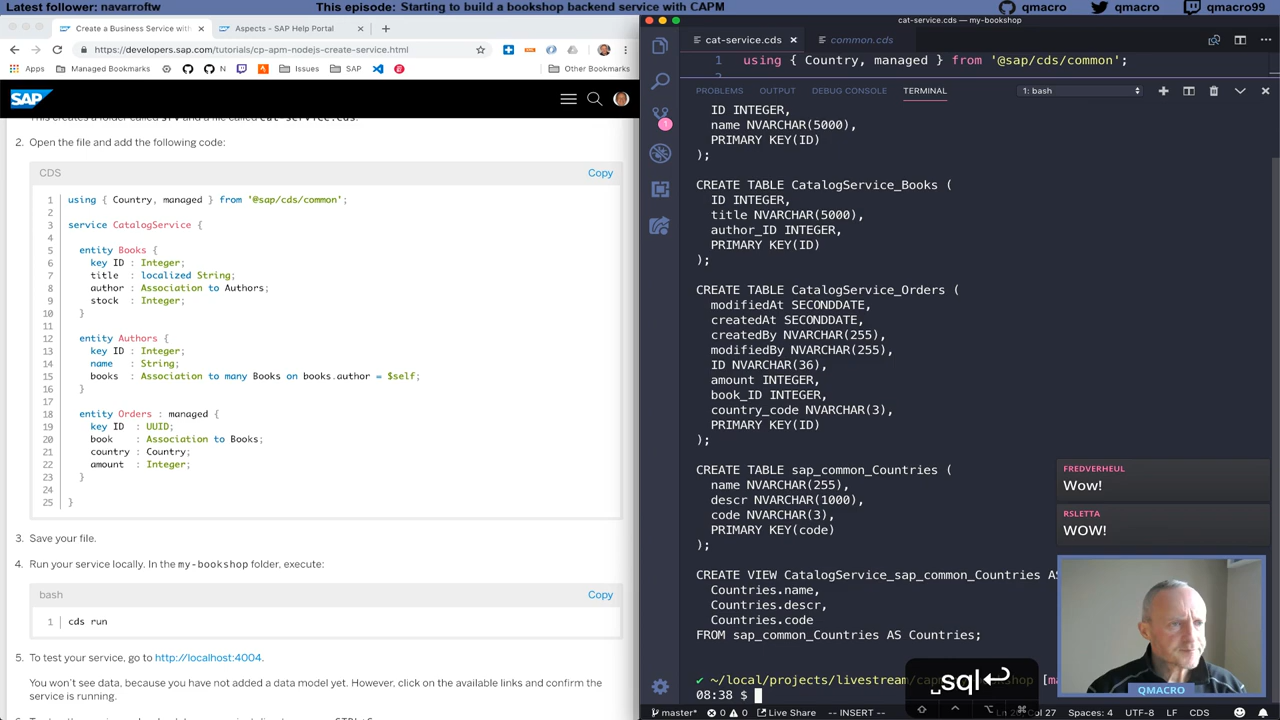 Latest follower: navarroftw
This episode: Starting to build a bookshop backend service with CAPM
qmacro
qmacro
qmacro99
Create a Business Service with
Aspects - SAP Help Portal
https://developers.sap.com/tutorials/cp-apm-nodejs-create-service.html
Apps
Managed Bookmarks
N
Issues
SAP
Other Bookmarks
SAP
This creates a folder called srv and a file called cat-service.cds.
2. Open the file and add the following code:
CDS
Copy
1 using { Country, managed } from '@sap/cds/common';
2
3 service CatalogService {
4
5 entity Books {
6 key ID : Integer;
7 title : localized String;
8 author : Association to Authors;
9 stock : Integer;
10 }
11
12 entity Authors {
13 key ID : Integer;
14 name : String;
15 books : Association to many Books on books.author = $self;
16 }
17
18 entity Orders : managed {
19 key ID : UUID;
20 book : Association to Books;
21 country : Country;
22 amount : Integer;
23 }
24
25 }
3. Save your file.
4. Run your service locally. In the my-bookshop folder, execute:
bash
Copy
1 cds run
5. To test your service, go to http://localhost:4004.
You won't see data, because you have not added a data model yet. However, click on the available links and confirm the
service is running.
cat-service.cds — my-bookshop
cat-service.cds
common.cds
1 using { Country, managed } from '@sap/cds/common';
PROBLEMS
OUTPUT
DEBUG CONSOLE
TERMINAL
1: bash
ID INTEGER,
name NVARCHAR(5000),
PRIMARY KEY(ID)
);
CREATE TABLE CatalogService_Books (
ID INTEGER,
title NVARCHAR(5000),
author_ID INTEGER,
PRIMARY KEY(ID)
);
CREATE TABLE CatalogService_Orders (
modifiedAt SECONDDATE,
createdAt SECONDDATE,
createdBy NVARCHAR(255),
modifiedBy NVARCHAR(255),
ID NVARCHAR(36),
amount INTEGER,
book_ID INTEGER,
country_code NVARCHAR(3),
PRIMARY KEY(ID)
);
CREATE TABLE sap_common_Countries (
name NVARCHAR(255),
descr NVARCHAR(1000),
code NVARCHAR(3),
PRIMARY KEY(code)
);
CREATE VIEW CatalogService_sap_common_Countries AS
Countries.name,
Countries.descr,
Countries.code
FROM sap_common_Countries AS Countries;
✔ ~/local/projects/livestream/
08:38 $
1
FREDVERHEUL
Wow!
RSLETTA
WOW!
QMACRO
␣sql⏎
master*
0
0
Live Share
-- INSERT --
Spaces: 4
UTF-8
LF
CDS